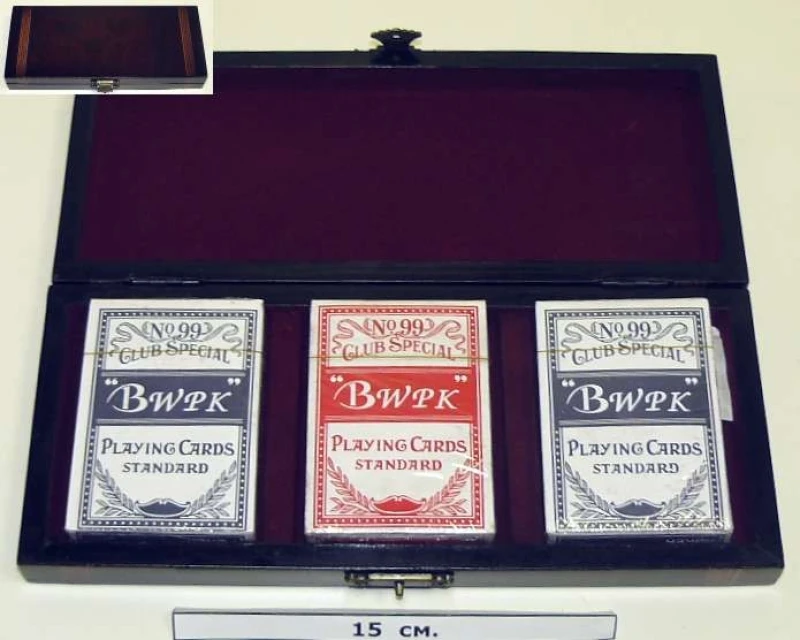 No 99
CLUB SPECIAL
"BWPK"
PLAYING CARDS
STANDARD
No 99
CLUB SPECIAL
"BWPK"
PLAYING CARDS
STANDARD
No 99
CLUB SPECIAL
"BWPK"
PLAYING CARDS
STANDARD
15 см.